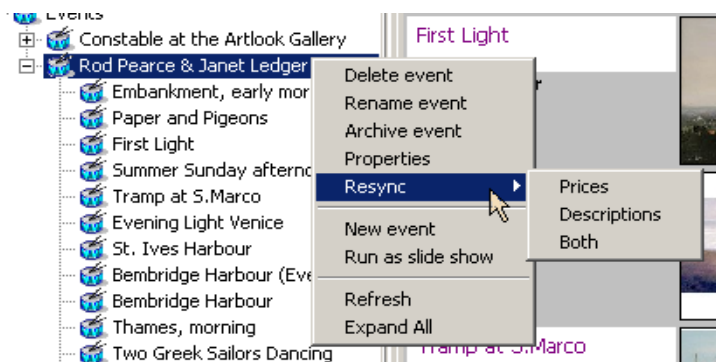 Events
Constable at the Artlook Gallery
Rod Pearce & Janet Ledger
Embankment, early mor
Paper and Pigeons
First Light
Summer Sunday afterno
Tramp at S.Marco
Evening Light Venice
St. Ives Harbour
Bembridge Harbour (Eve
Bembridge Harbour
Thames, morning
Two Greek Sailors Dancing
First Light
r
Delete event
Rename event
Archive event
Properties
Resync
New event
Run as slide show
Refresh
Expand All
Prices
Descriptions
Both
Tramp at S.Marco